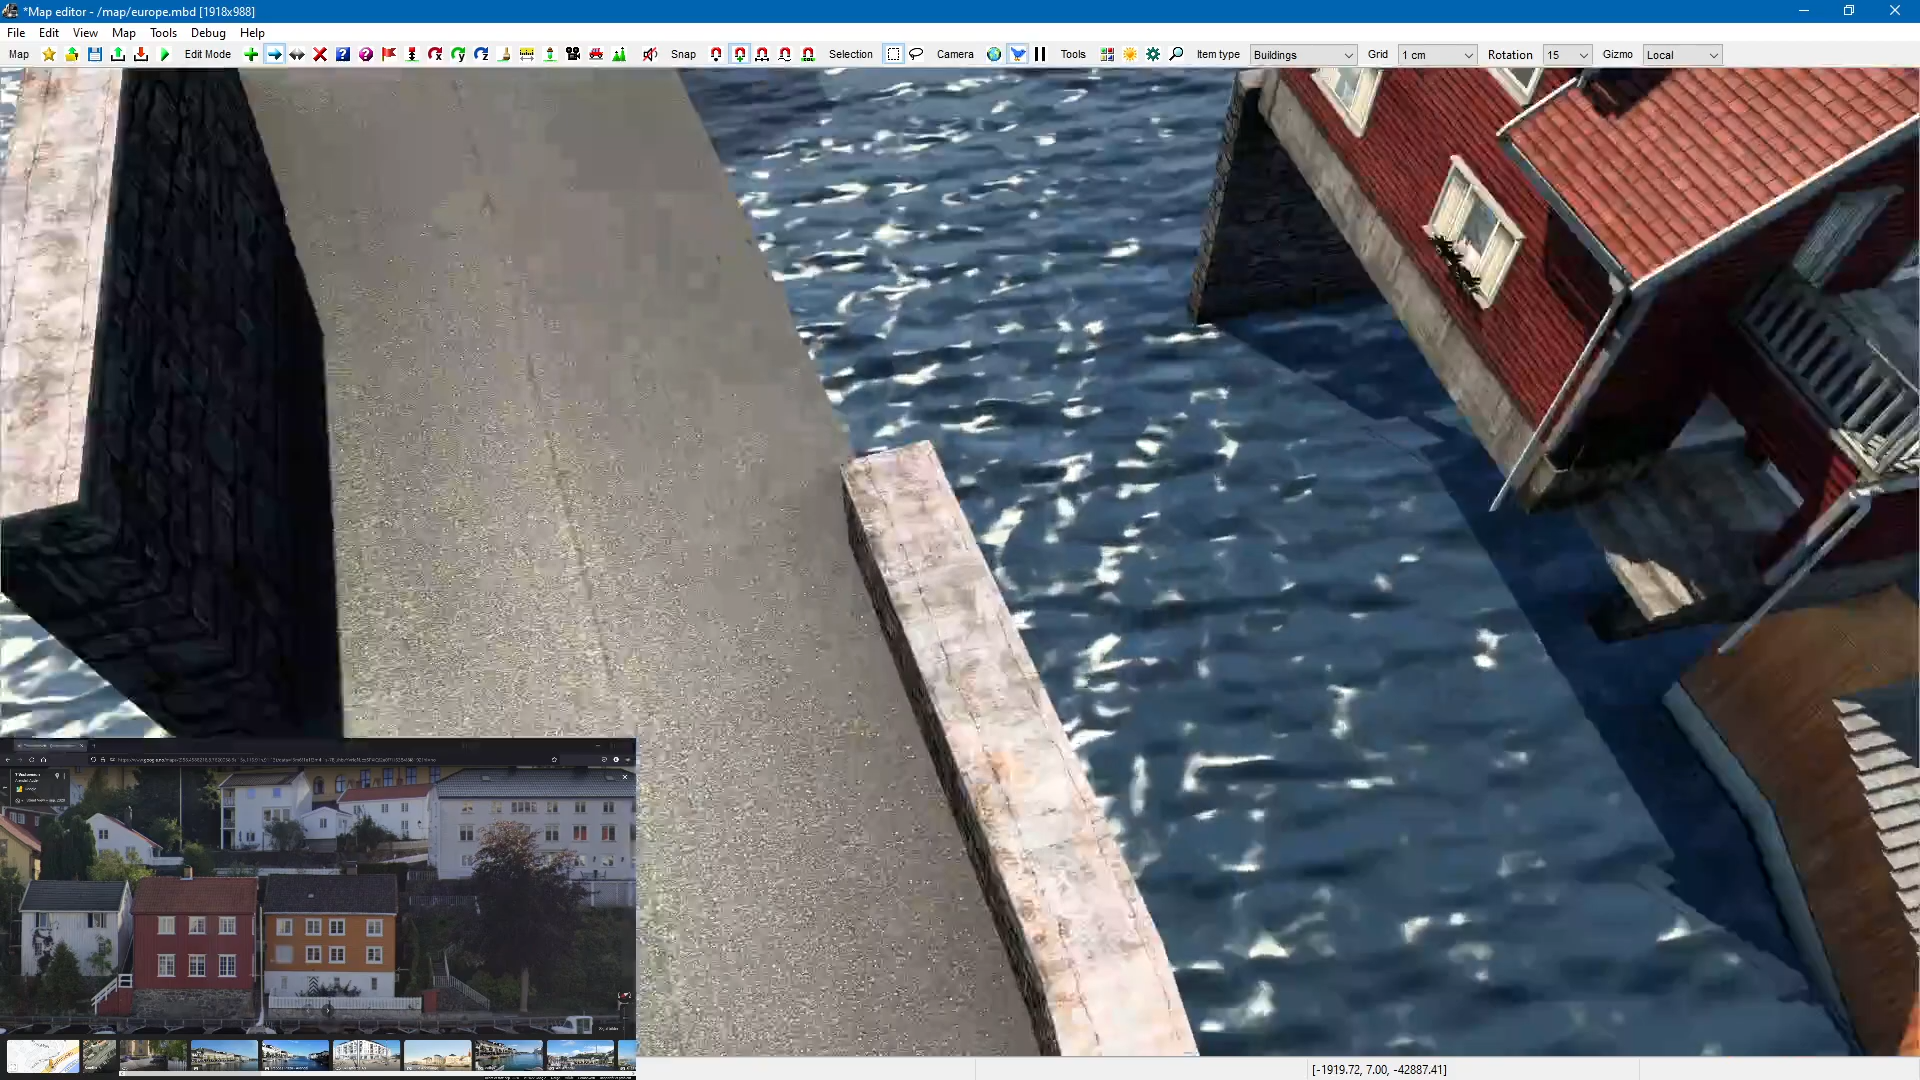 *Map editor - /map/europe.mbd [1918x988]
File Edit View Map Tools Debug Help
Map Edit Mode Snap Selection Camera Tools Item type Buildings Grid 1 cm Rotation 15 Gizmo Local
[-1919.72, 7.00, -42887.41]